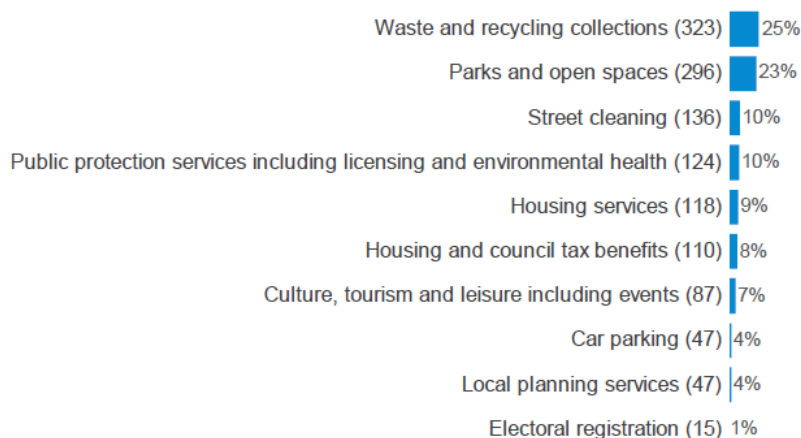 Waste and recycling collections (323) 25%
Parks and open spaces (296) 23%
Street cleaning (136) 10%
Public protection services including licensing and environmental health (124) 10%
Housing services (118) 9%
Housing and council tax benefits (110) 8%
Culture, tourism and leisure including events (87) 7%
Car parking (47) 4%
Local planning services (47) 4%
Electoral registration (15) 1%